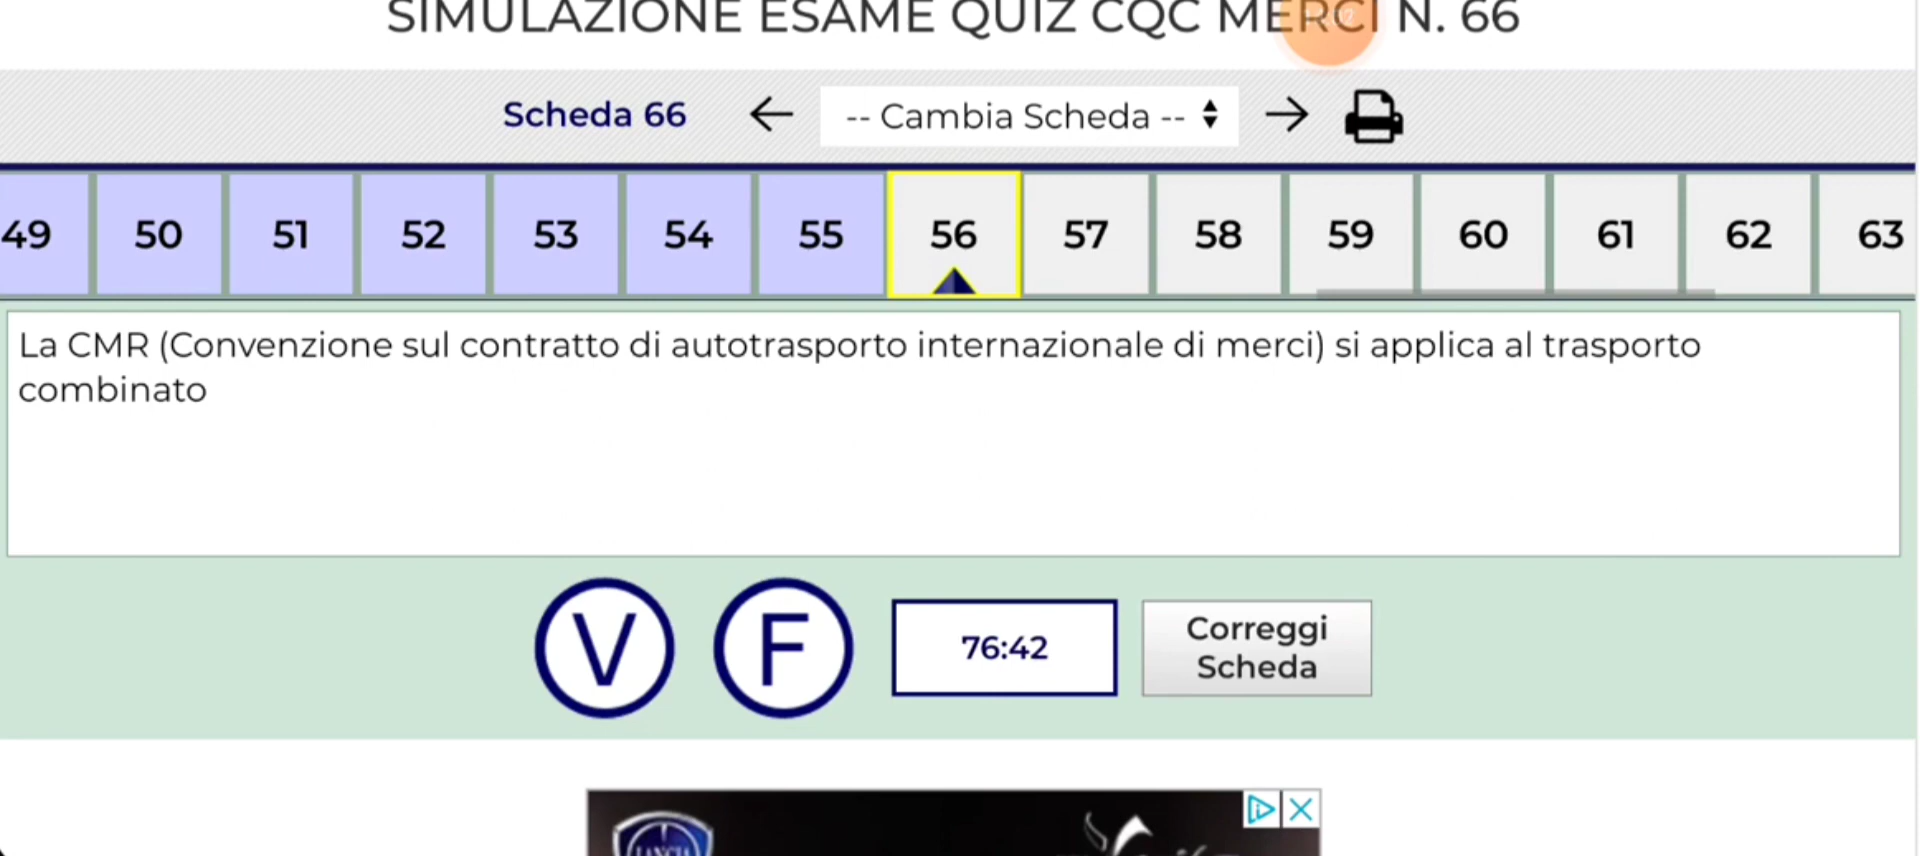 SIMULAZIONE ESAME QUIZ CQC MERCI N. 66
Scheda 66
-- Cambia Scheda --
49 50 51 52 53 54 55 56 57 58 59 60 61 62 63
La CMR (Convenzione sul contratto di autotrasporto internazionale di merci) si applica al trasporto
combinato
V F 76:42 Correggi
Scheda
LANCIA